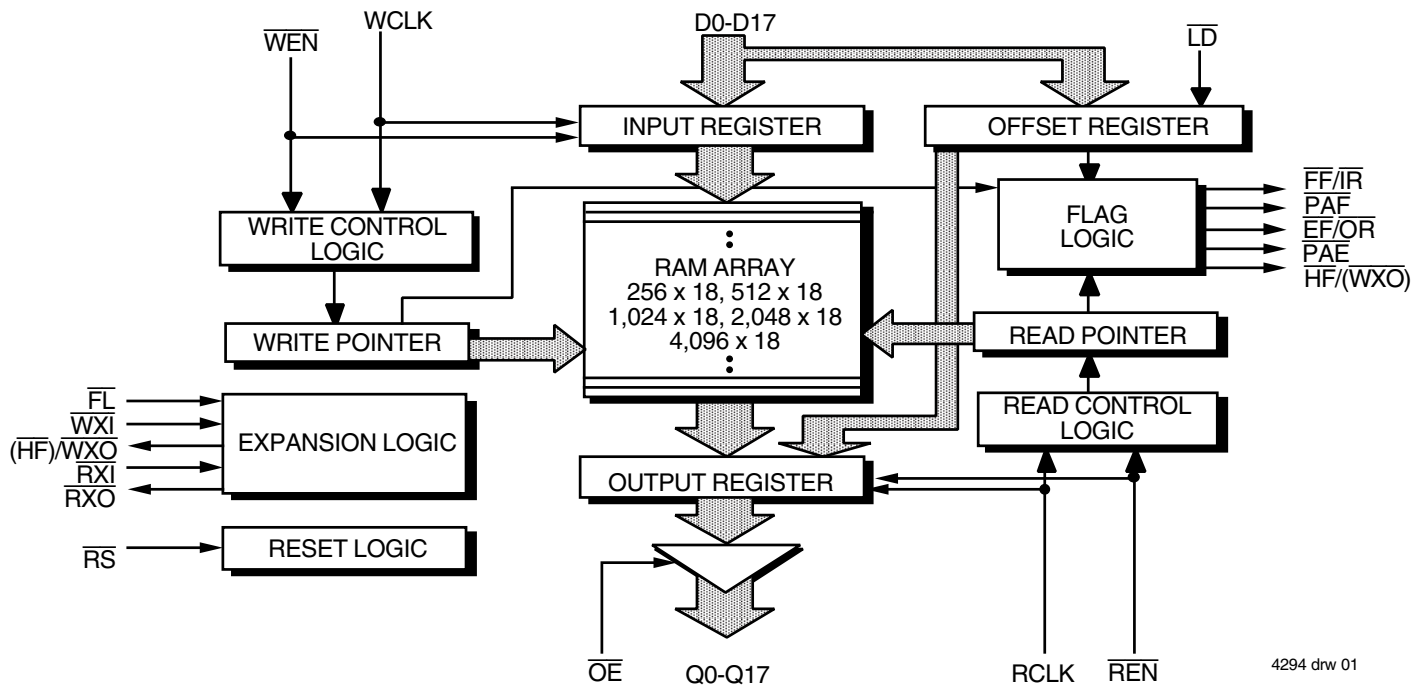 WEN
WCLK
D0-D17
LD
INPUT REGISTER
OFFSET REGISTER
WRITE CONTROL
LOGIC
FLAG
LOGIC
FF/IR
PAF
EF/OR
PAE
HF/(WXO)
RAM ARRAY
256 x 18, 512 x 18
1,024 x 18, 2,048 x 18
4,096 x 18
WRITE POINTER
READ POINTER
FL
WXI
(HF)/WXO
RXI
RXO
EXPANSION LOGIC
READ CONTROL
LOGIC
OUTPUT REGISTER
RS
RESET LOGIC
OE
Q0-Q17
RCLK
REN
4294 drw 01